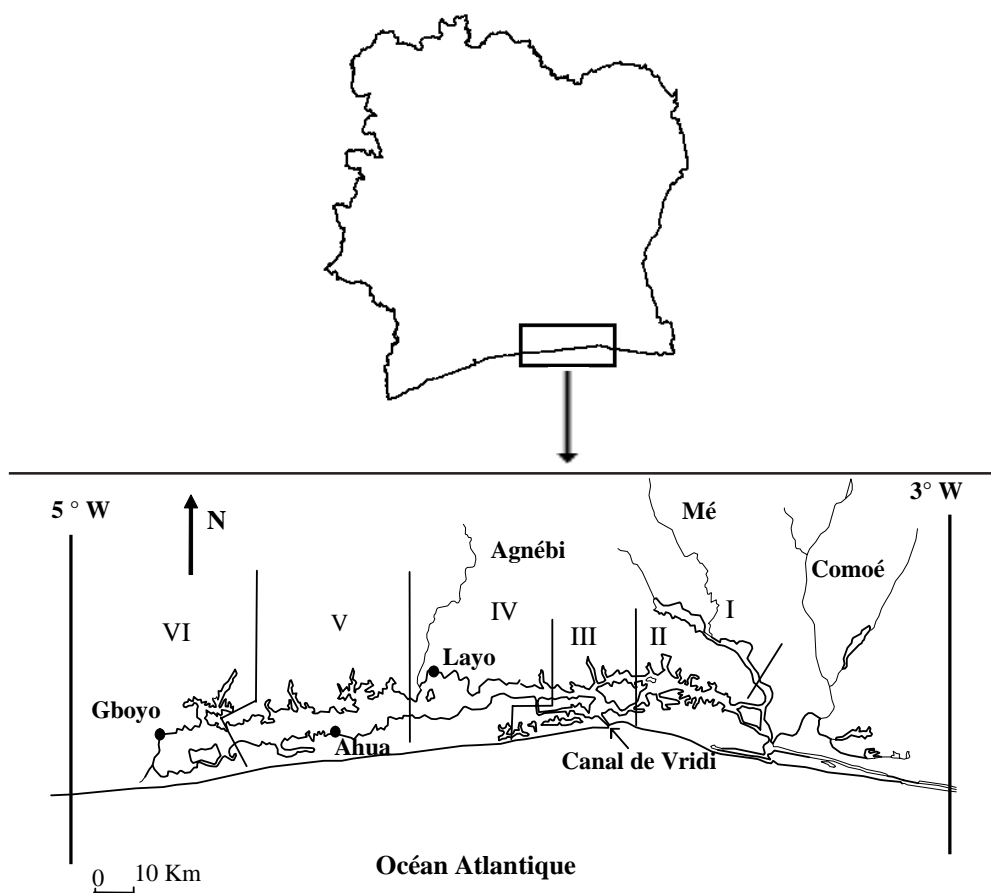 5 ° W
3° W
N
Mé
Agnébi
Comoé
I
IV
VI
V
III
II
Layo
Gboyo
Ahua
Canal de Vridi
Océan Atlantique
0 10 Km